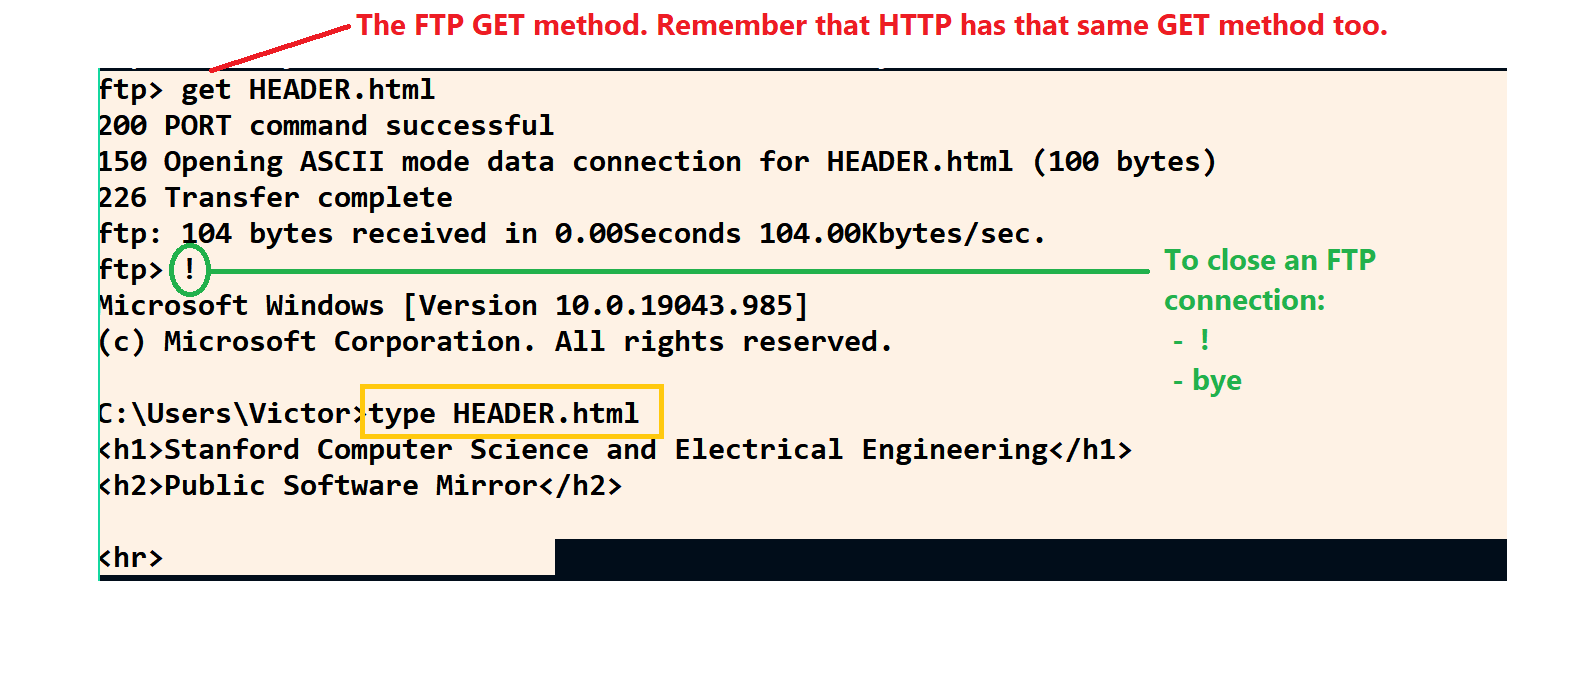 The FTP GET method. Remember that HTTP has that same GET method too.
ftp> get HEADER.html
200 PORT command successful
150 Opening ASCII mode data connection for HEADER.html (100 bytes)
226 Transfer complete
ftp: 104 bytes received in 0.00Seconds 104.00Kbytes/sec.
ftp> !
Microsoft Windows [Version 10.0.19043.985]
(c) Microsoft Corporation. All rights reserved.
C:\Users\Victor>type HEADER.html
<h1>Stanford Computer Science and Electrical Engineering</h1>
<h2>Public Software Mirror</h2>
<hr>
To close an FTP
connection:
- !
- bye